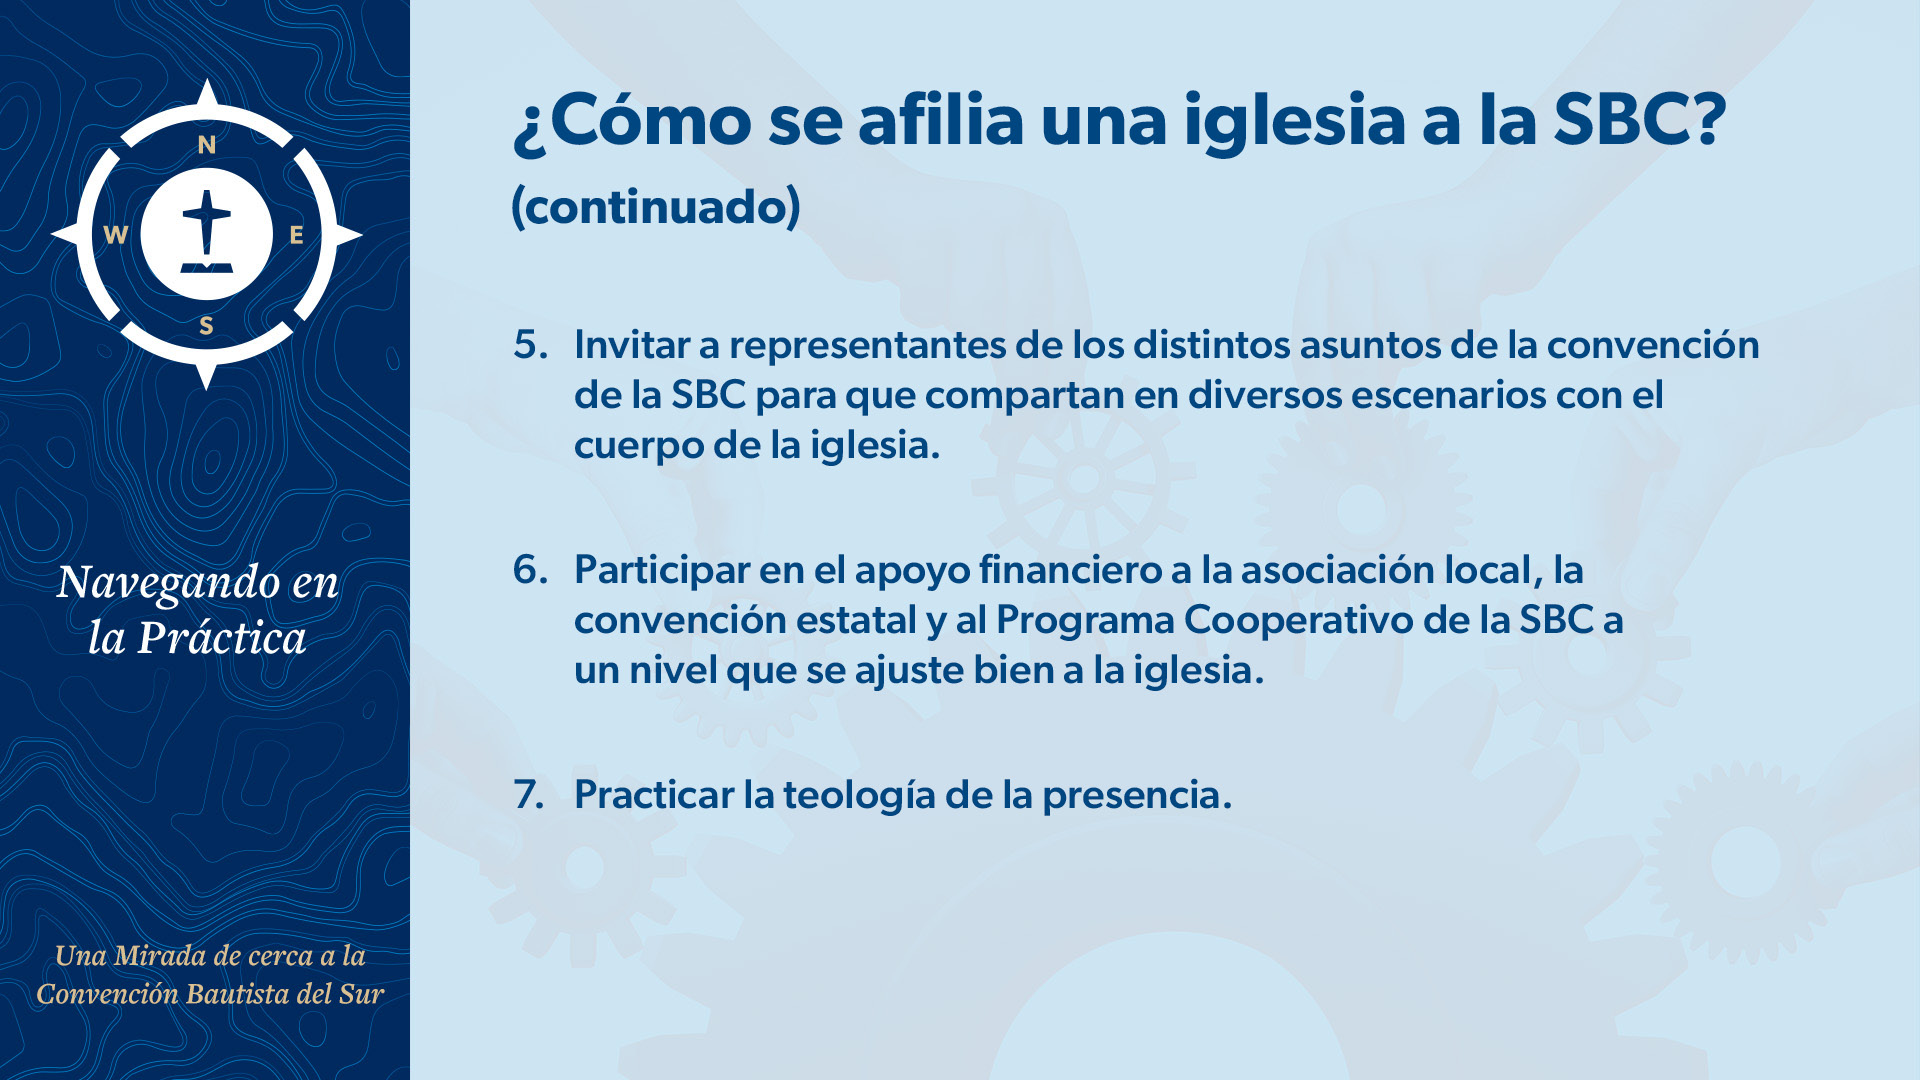 N
W
E
S
Navegando en
la Práctica
Una Mirada de cerca a la
Convención Bautista del Sur
¿Cómo se afilia una iglesia a la SBC?
(continuado)
5. Invitar a representantes de los distintos asuntos de la convención
de la SBC para que compartan en diversos escenarios con el
cuerpo de la iglesia.
6. Participar en el apoyo financiero a la asociación local, la
convención estatal y al Programa Cooperativo de la SBC a
un nivel que se ajuste bien a la iglesia.
7. Practicar la teología de la presencia.